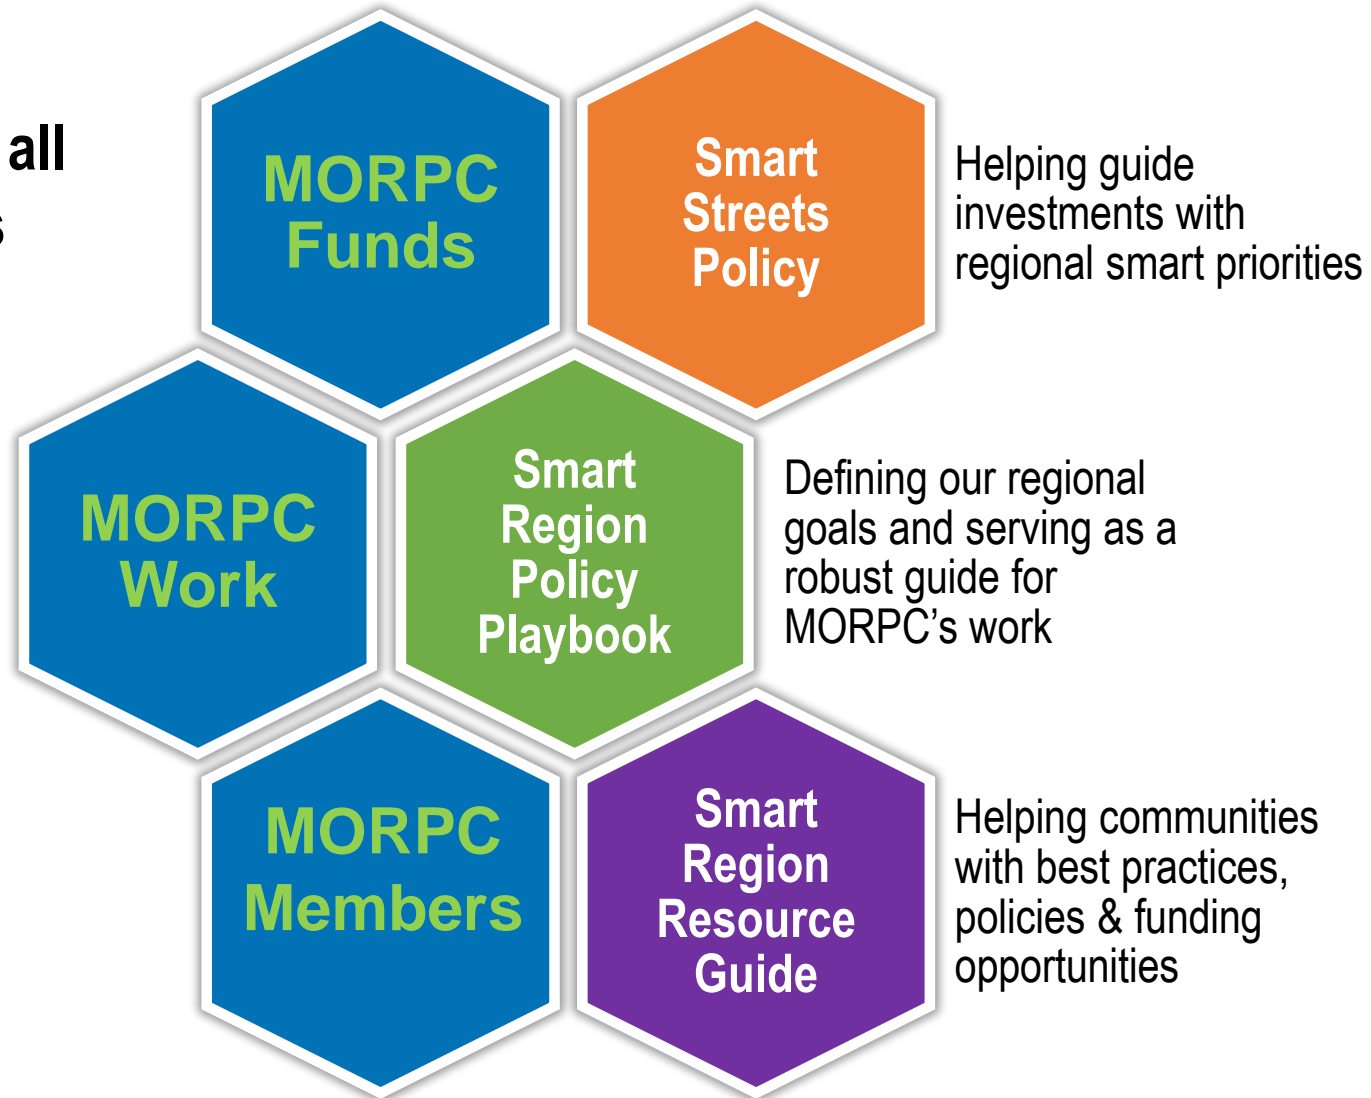 all
s
MORPC
Funds
Smart
Streets
Policy
Helping guide
investments with
regional smart priorities
MORPC
Work
Smart
Region
Policy
Playbook
Defining our regional
goals and serving as a
robust guide for
MORPC’s work
MORPC
Members
Smart
Region
Resource
Guide
Helping communities
with best practices,
policies & funding
opportunities